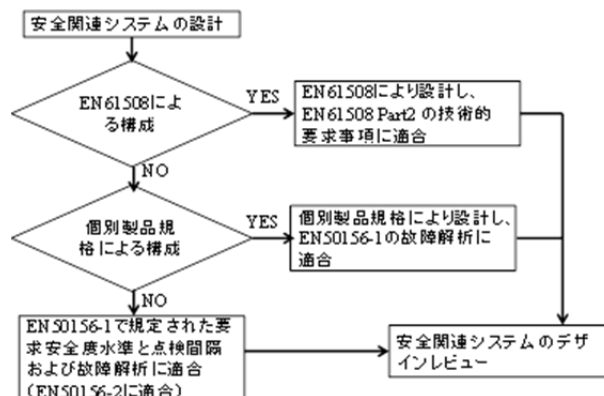 安全関連システムの設計
EN61508によ
る構成
YES
EN61508により設計し、
EN61508 Part2 の技術的
要求事項に適合
NO
個別製品規
格による構成
YES
個別製品規格により設計し、
EN50156-1の故障解析に
適合
NO
EN50156-1で規定された要
求安全度水準と点検間隔
および故障解析に適合
(EN50156-2に適合)
安全関連システムのデザ
インレビュー